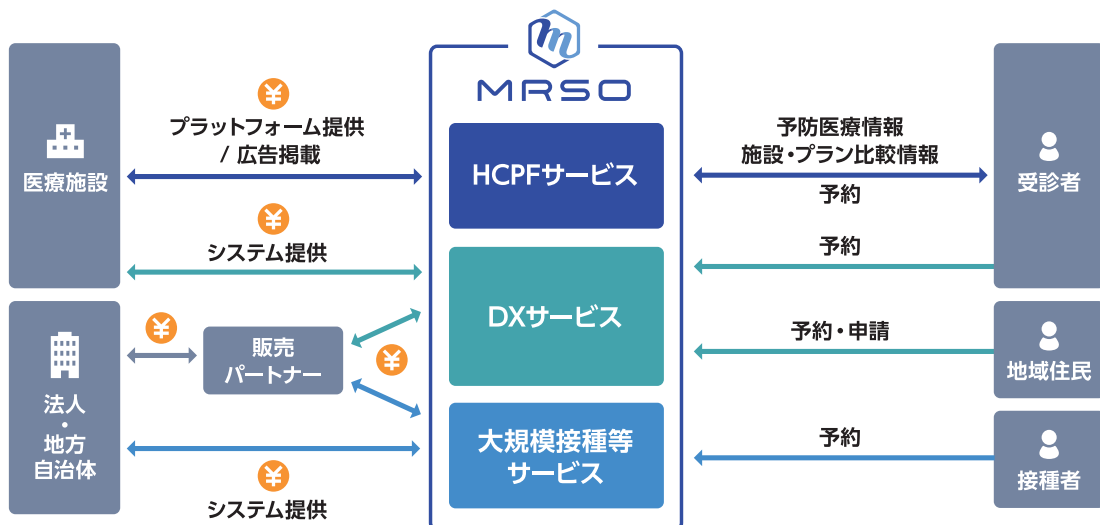 m
MRSO
医療施設
¥
プラットフォーム提供
/ 広告掲載
HCPFサービス
予防医療情報
施設・プラン比較情報
予約
受診者
¥
システム提供
DXサービス
予約
法人
・
地方
自治体
¥
販売
パートナー
¥
予約・申請
地域住民
大規模接種等
サービス
¥
システム提供
予約
接種者